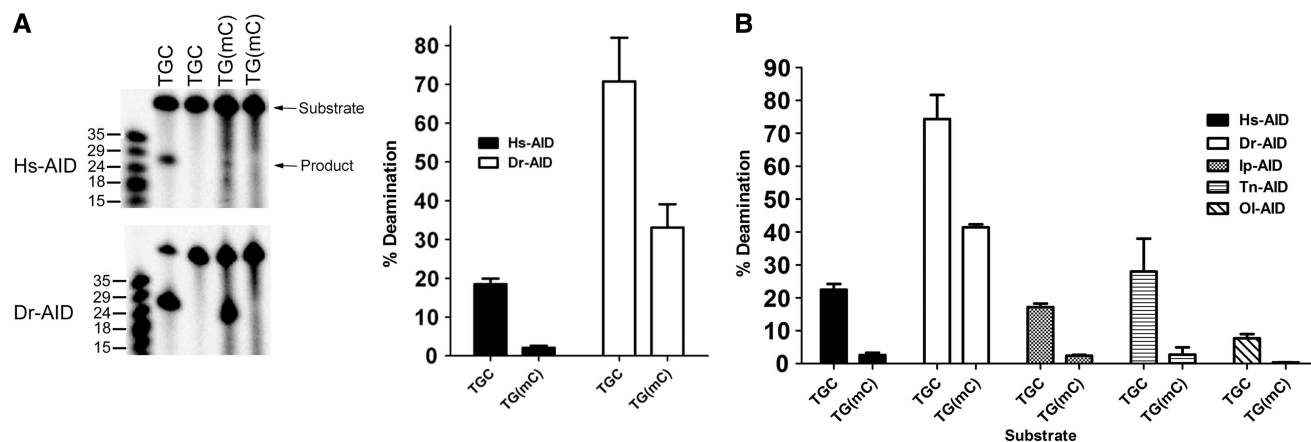 A
TGC
TGC
TG(mC)
TG(mC)
Substrate
35
29
24
18
15
Hs-AID
Product
35
29
24
18
15
Dr-AID
% Deamination
80
70
60
50
40
30
20
10
0
Hs-AID
Dr-AID
TGC
TG(mC)
TGC
TG(mC)
B
% Deamination
90
80
70
60
50
40
30
20
10
0
Hs-AID
Dr-AID
Ip-AID
Tn-AID
Ol-AID
TGC
TG(mC)
TGC
TG(mC)
TGC
TG(mC)
TGC
TG(mC)
TGC
TG(mC)
Substrate